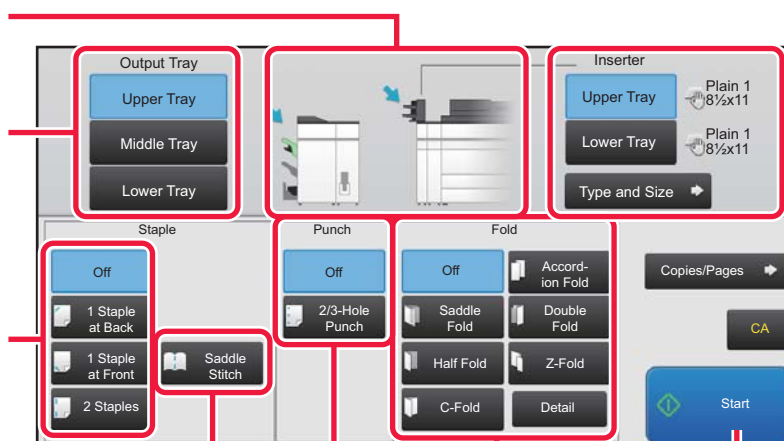 Output Tray
Upper Tray
Middle Tray
Lower Tray
Inserter
Upper Tray
Plain 1
8½x11
Lower Tray
Plain 1
8½x11
Type and Size
Staple
Off
1 Staple
at Back
1 Staple
at Front
2 Staples
Saddle
Stitch
Punch
Off
2/3-Hole
Punch
Fold
Off
Accord-
ion Fold
Saddle
Fold
Double
Fold
Half Fold
Z-Fold
C-Fold
Detail
Copies/Pages
CA
Start